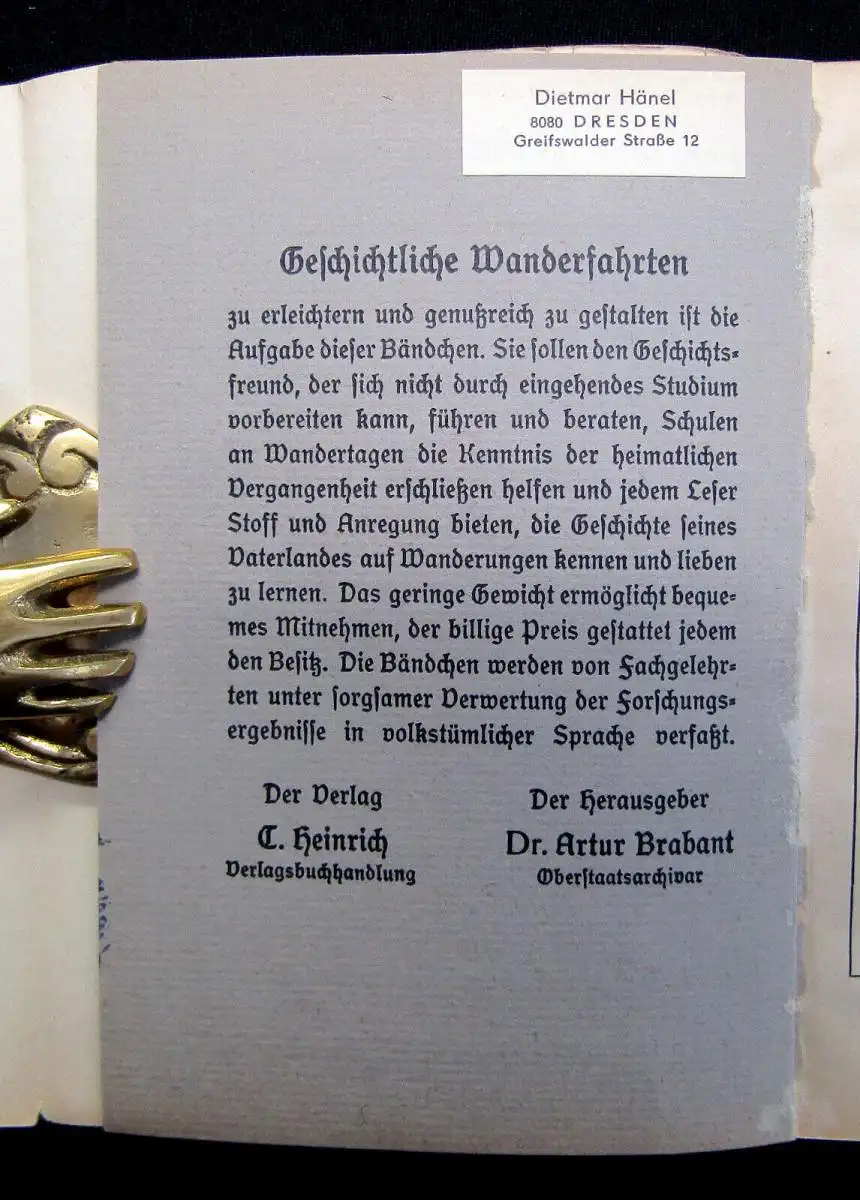 Dietmar Hänel
8080 DRESDEN
Greifswalder Straße 12
Geschichtliche Wanderfahrten
zu erleichtern und genußreich zu gestalten ist die
Aufgabe dieser Bändchen. Sie sollen den Geschichts-
freund, der sich nicht durch eingehendes Studium
vorbereiten kann, führen und beraten, Schulen
an Wandertagen die Kenntnis der heimatlichen
Vergangenheit erschließen helfen und jedem Leser
Stoff und Anregung bieten, die Geschichte seines
Vaterlandes auf Wanderungen kennen und lieben
zu lernen. Das geringe Gewicht ermöglicht beque-
mes Mitnehmen, der billige Preis gestattet jedem
den Besitz. Die Bändchen werden von Fachgelehr-
ten unter sorgsamer Verwertung der Forschungs-
ergebnisse in volkstümlicher Sprache verfaßt.
Der Verlag
C. Heinrich
Verlagsbuchhandlung
Der Herausgeber
Dr. Artur Brabant
Oberstaatsarchivar